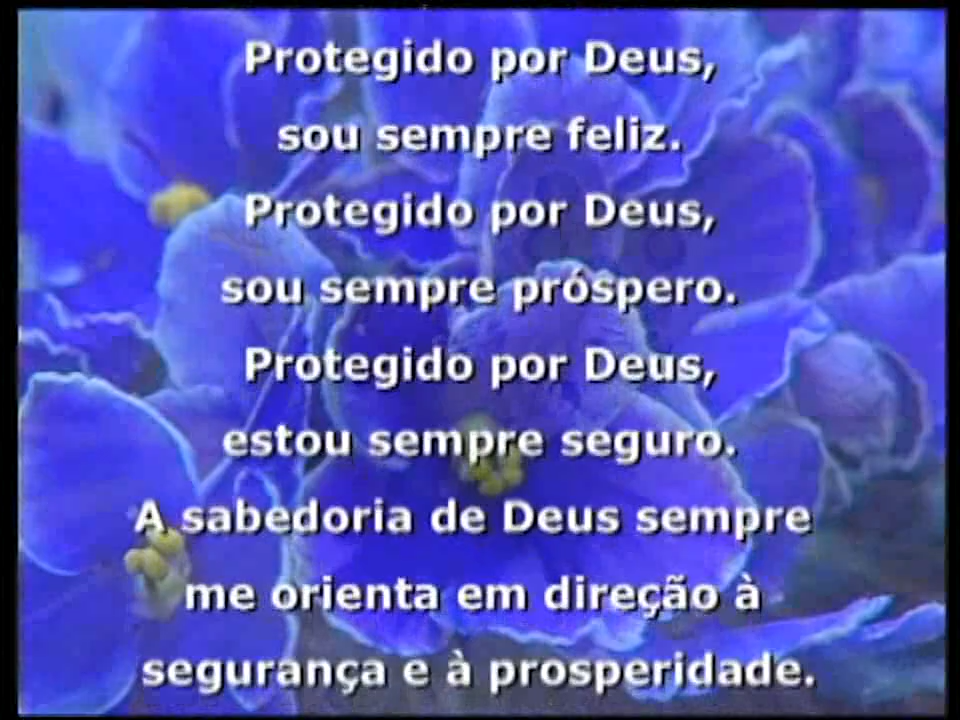 Protegido por Deus,
sou sempre feliz.
Protegido por Deus,
sou sempre próspero.
Protegido por Deus,
estou sempre seguro.
A sabedoria de Deus sempre
me orienta em direção à
segurança e à prosperidade.